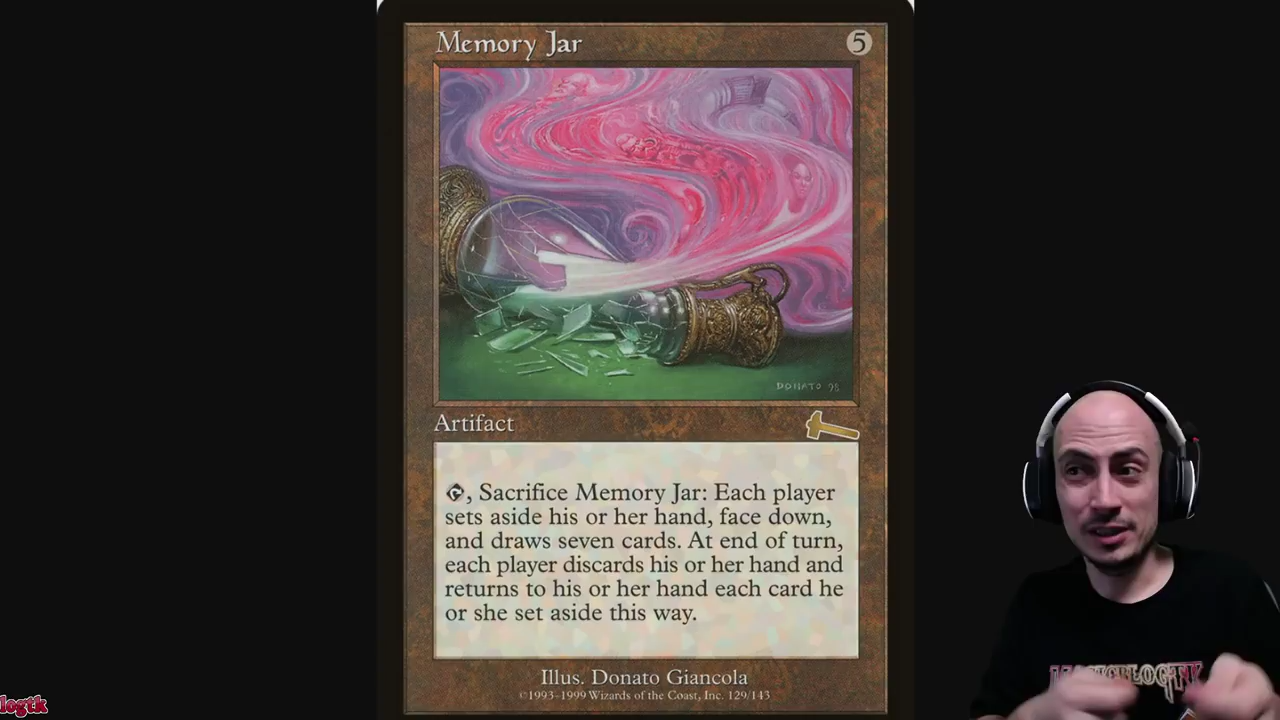 Memory Jar
5
DONATO 98
Artifact
, Sacrifice Memory Jar: Each player
sets aside his or her hand, face down,
and draws seven cards. At end of turn,
each player discards his or her hand and
returns to his or her hand each card he
or she set aside this way.
Illus. Donato Giancola
©1993-1999 Wizards of the Coast, Inc. 129/143
logtk